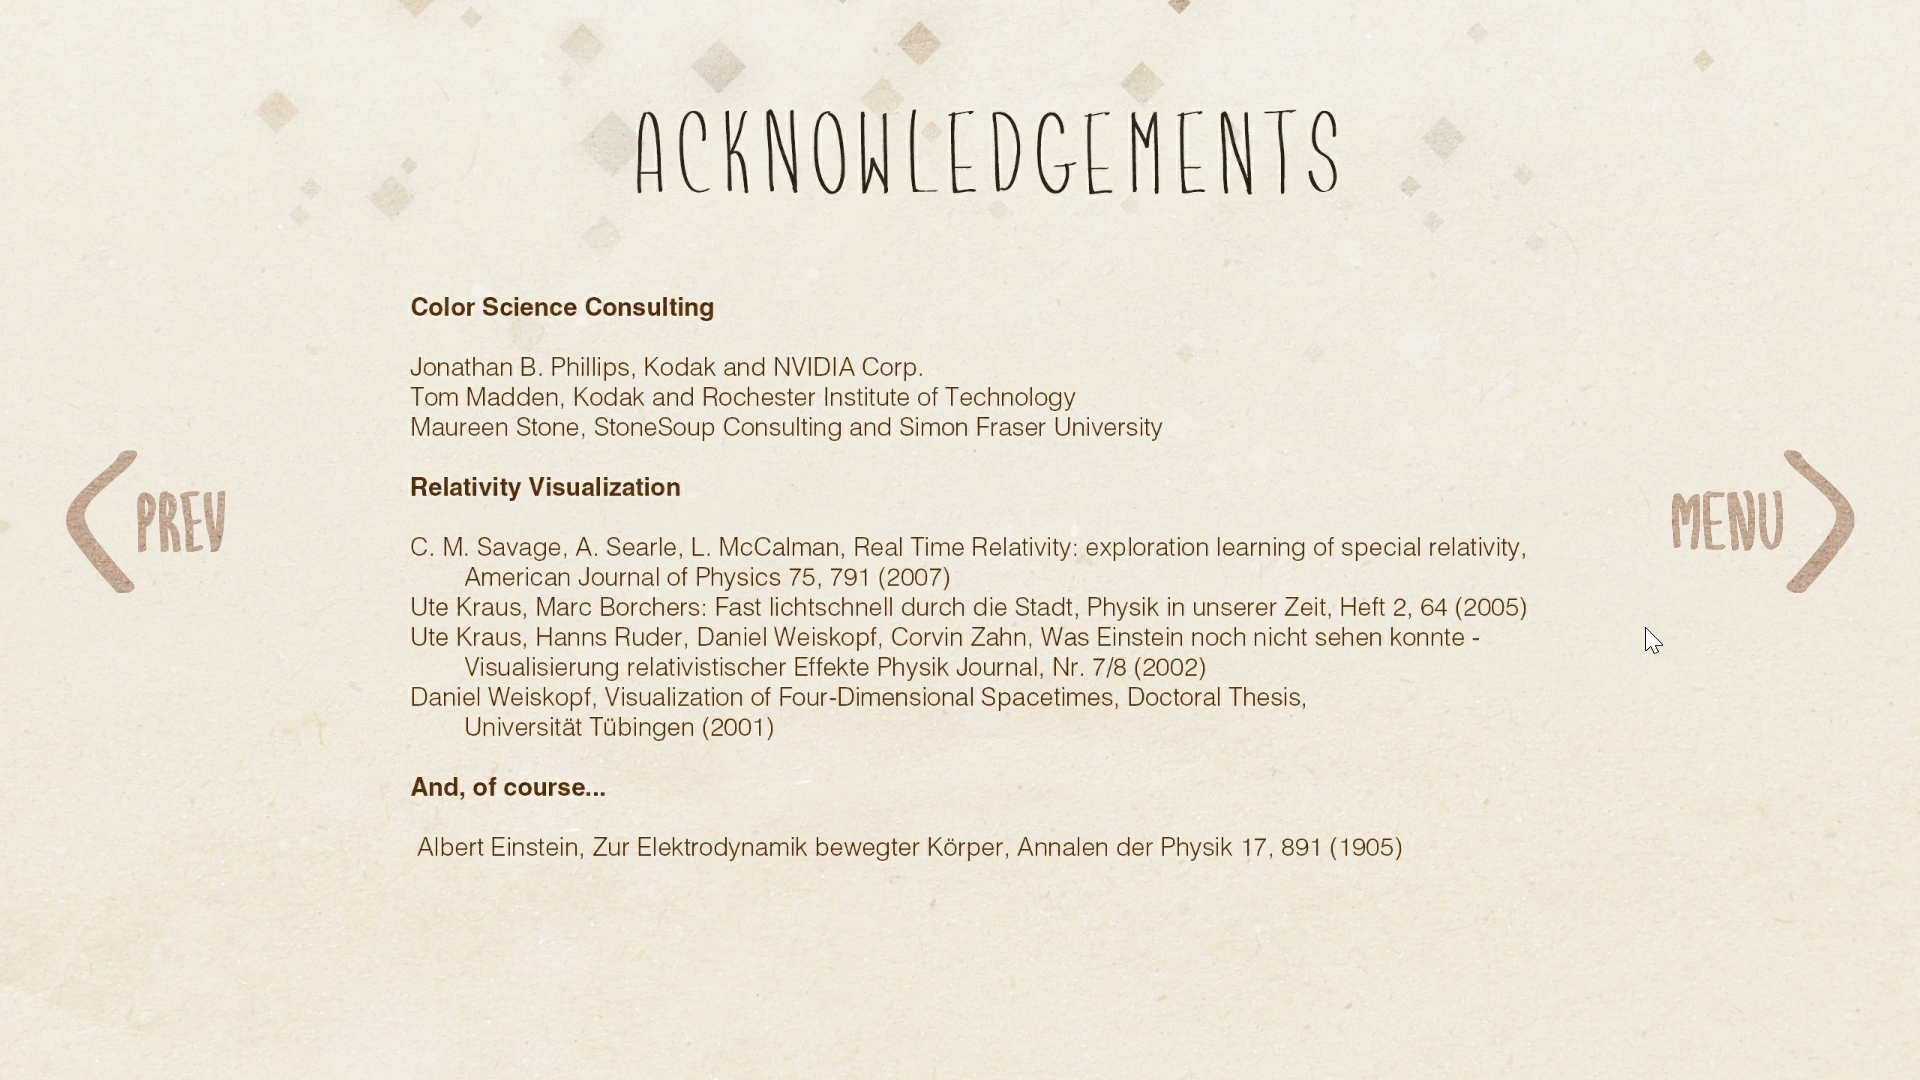 ACKNOWLEDGEMENTS
Color Science Consulting
Jonathan B. Phillips, Kodak and NVIDIA Corp.
Tom Madden, Kodak and Rochester Institute of Technology
Maureen Stone, StoneSoup Consulting and Simon Fraser University
PREV
MENU
Relativity Visualization
C. M. Savage, A. Searle, L. McCalman, Real Time Relativity: exploration learning of special relativity,
American Journal of Physics 75, 791 (2007)
Ute Kraus, Marc Borchers: Fast lichtschnell durch die Stadt, Physik in unserer Zeit, Heft 2, 64 (2005)
Ute Kraus, Hanns Ruder, Daniel Weiskopf, Corvin Zahn, Was Einstein noch nicht sehen konnte -
Visualisierung relativistischer Effekte Physik Journal, Nr. 7/8 (2002)
Daniel Weiskopf, Visualization of Four-Dimensional Spacetimes, Doctoral Thesis,
Universität Tübingen (2001)
And, of course...
Albert Einstein, Zur Elektrodynamik bewegter Körper, Annalen der Physik 17, 891 (1905)